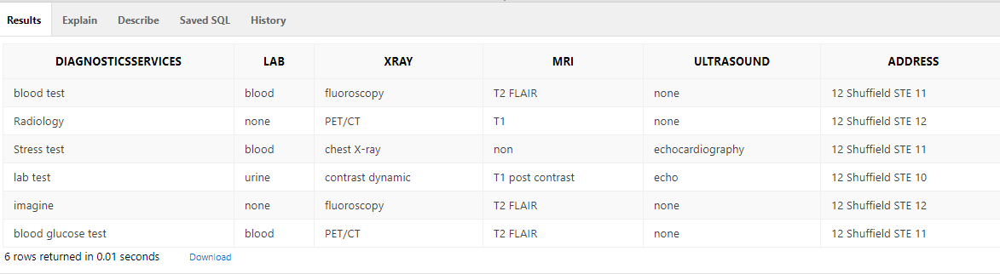 Results Explain Describe Saved SQL History
DIAGNOSTICSSERVICES LAB XRAY MRI ULTRASOUND ADDRESS
blood test blood fluoroscopy T2 FLAIR none 12 Shuffield STE 11
Radiology none PET/CT T1 none 12 Shuffield STE 12
Stress test blood chest X-ray non echocardiography 12 Shuffield STE 11
lab test urine contrast dynamic T1 post contrast echo 12 Shuffield STE 10
imagine none fluoroscopy T2 FLAIR none 12 Shuffield STE 12
blood glucose test blood PET/CT T2 FLAIR none 12 Shuffield STE 11
6 rows returned in 0.01 seconds Download